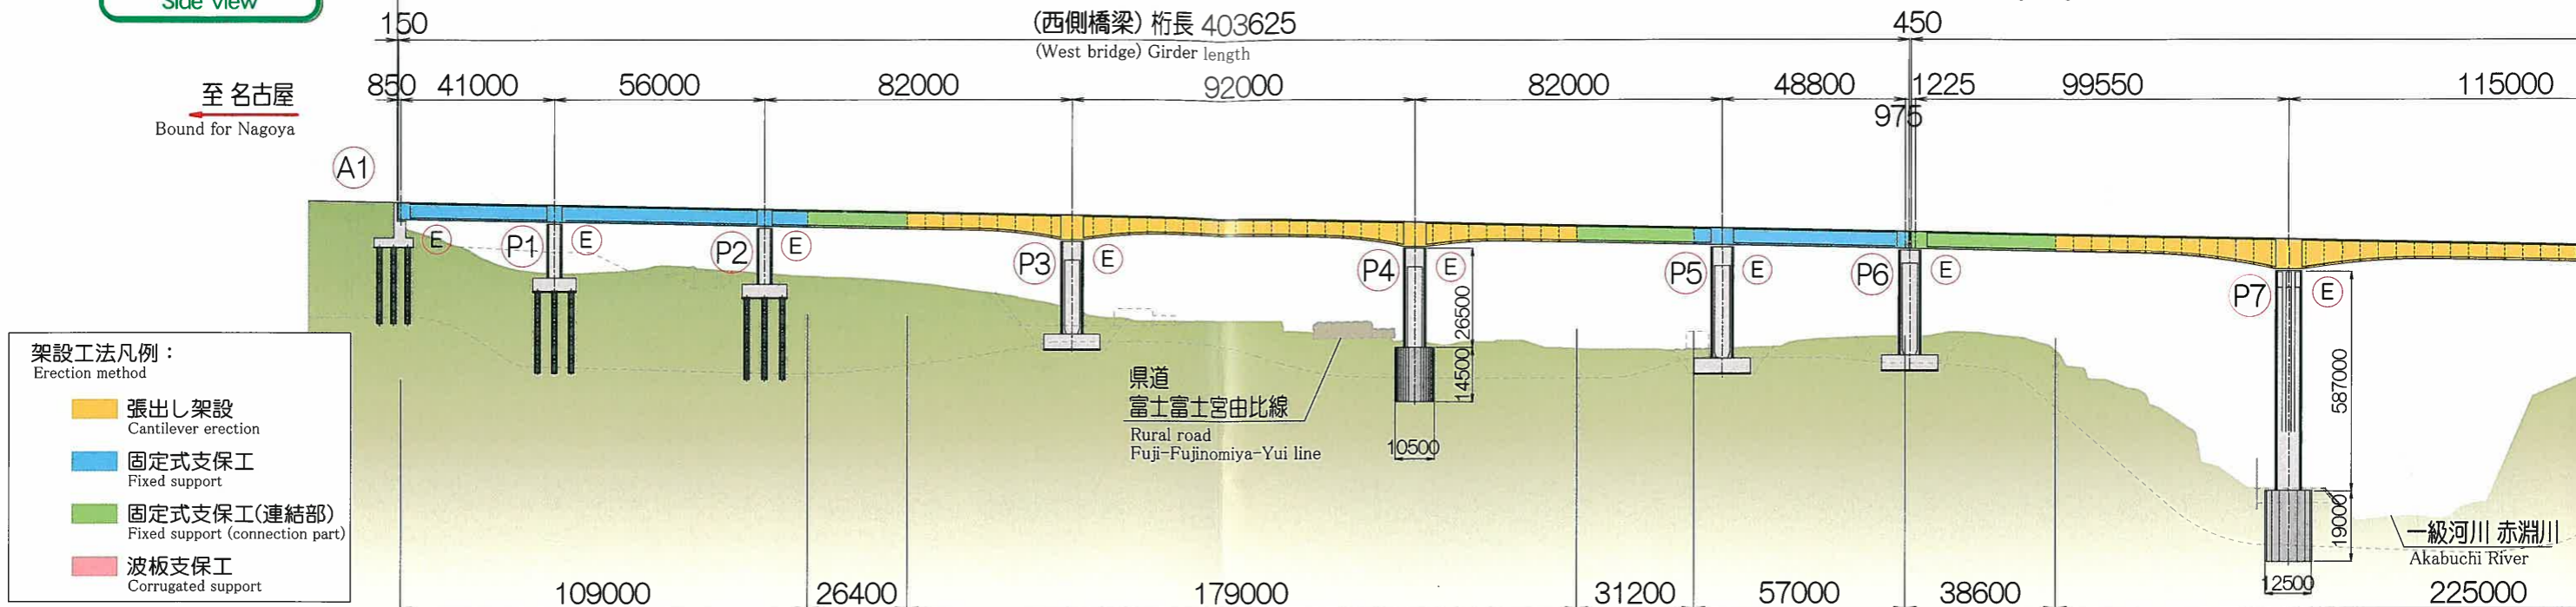 Side view
150
(西側橋梁) 桁長 403625
(West bridge) Girder length
450
至 名古屋
Bound for Nagoya
850 41000 56000 82000 92000 82000 48800 1225 99550 115000
975
A1
E P1 E P2 E P3 E P4 E P5 E P6 E P7 E
26500
14500
10500
587000
19000
12500
県道
富士富士宮由比線
Rural road
Fuji-Fujinomiya-Yui line
一級河川 赤淵川
Akabuchi River
架設工法凡例：
Erection method
張出し架設
Cantilever erection
固定式支保工
Fixed support
固定式支保工(連結部)
Fixed support (connection part)
波板支保工
Corrugated support
109000 26400 179000 31200 57000 38600 225000